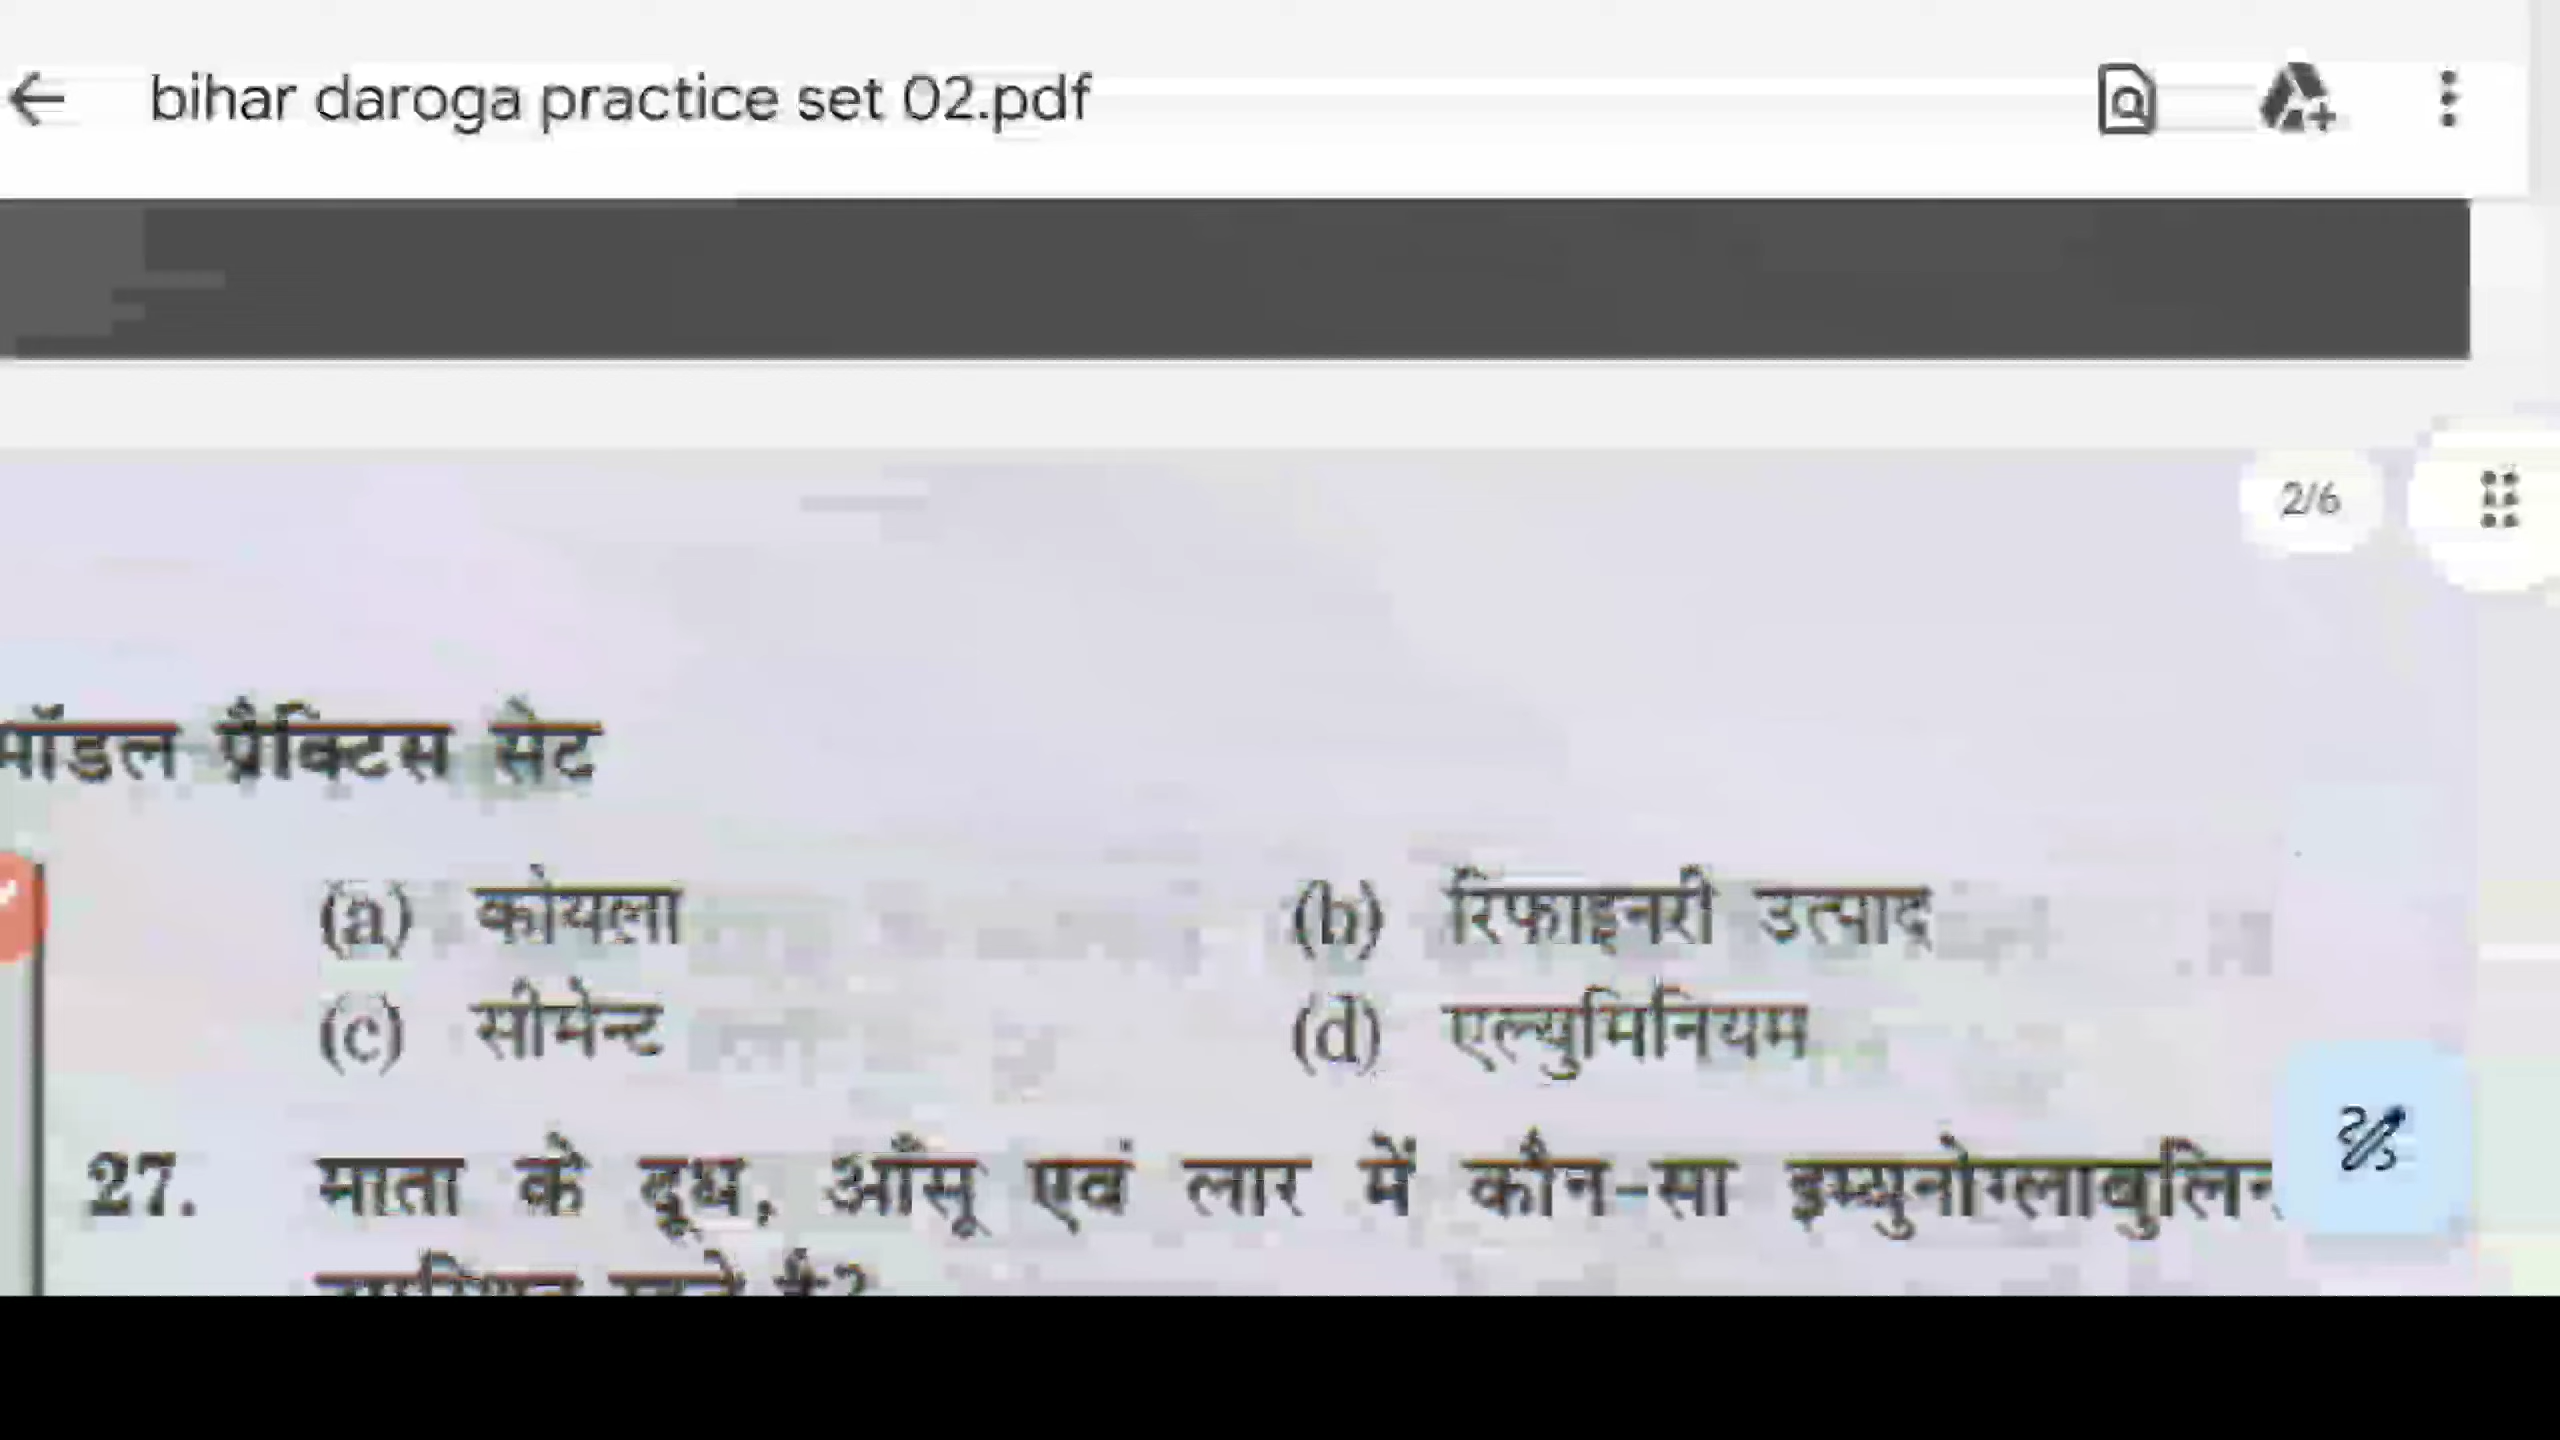 bihar daroga practice set 02.pdf
2/6
मॉडल प्रैक्टिस सेट
(a) कोयला (b) रिफाइनरी उत्पाद
(c) सीमेन्ट (d) एल्युमिनियम
27. माता के दूध, आँसू एवं लार में कौन-सा इम्युनोग्लाबुलिन